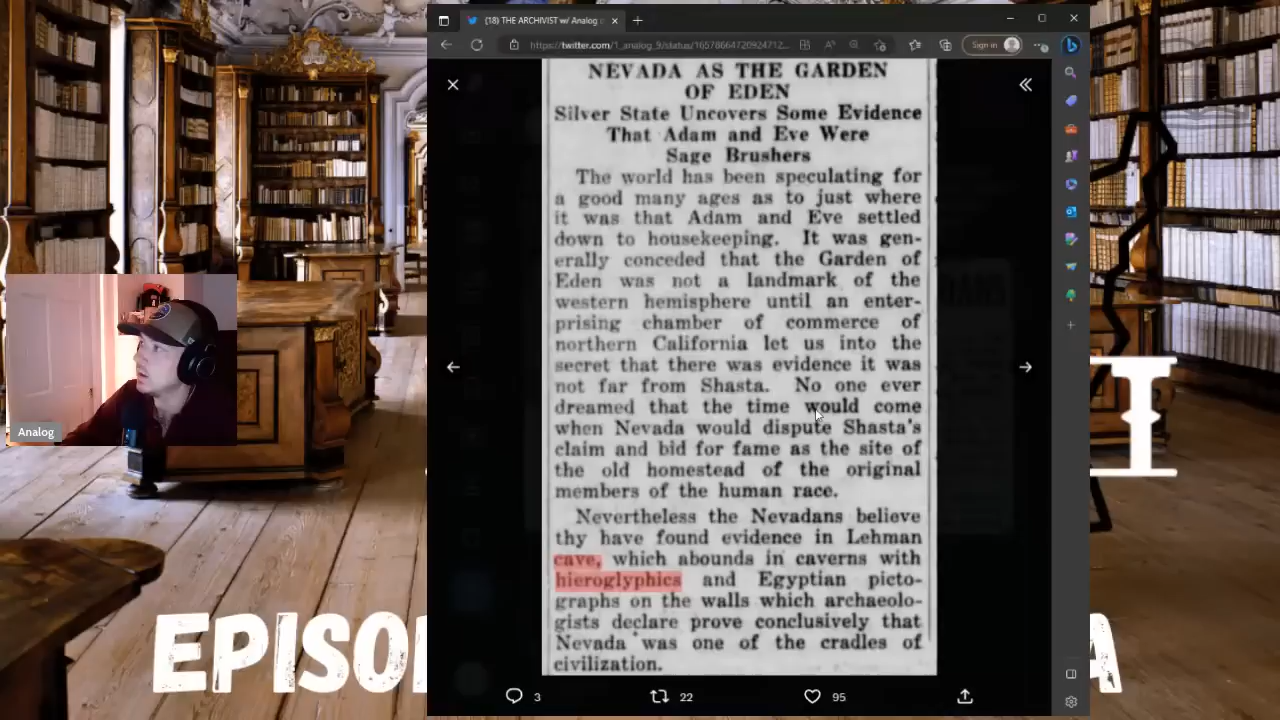 (18) THE ARCHIVIST w/ Analog
https://twitter.com/1_analog_9/status/16578664720924712...
Sign in
NEVADA AS THE GARDEN
OF EDEN
Silver State Uncovers Some Evidence
That Adam and Eve Were
Sage Brushers
The world has been speculating for
a good many ages as to just where
it was that Adam and Eve settled
down to housekeeping. It was gen-
erally conceded that the Garden of
Eden was not a landmark of the
western hemisphere until an enter-
prising chamber of commerce of
northern California let us into the
secret that there was evidence it was
not far from Shasta. No one ever
dreamed that the time would come
when Nevada would dispute Shasta's
claim and bid for fame as the site of
the old homestead of the original
members of the human race.
Nevertheless the Nevadans believe
thy have found evidence in Lehman
cave, which abounds in caverns with
hieroglyphics and Egyptian picto-
graphs on the walls which archaeolo-
gists declare prove conclusively that
Nevada was one of the cradles of
civilization.
3
22
95
Analog
EPISO
I
A